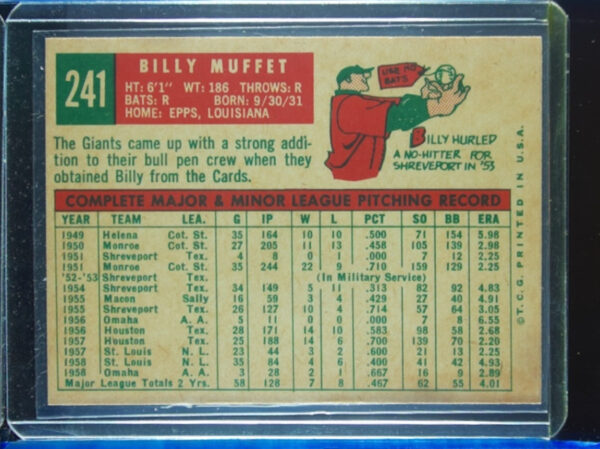 241
BILLY MUFFET
HT: 6'1" WT: 186 THROWS: R
BATS: R BORN: 9/30/31
HOME: EPPS, LOUISIANA
USE NO BATS
The Giants came up with a strong addi-
tion to their bull pen crew when they
obtained Billy from the Cards.
BILLY HURLED
A NO-HITTER FOR
SHREVEPORT IN '53
COMPLETE MAJOR & MINOR LEAGUE PITCHING RECORD
YEAR TEAM LEA. G IP W L PCT SO BB ERA
1949 Helena Cot. St. 35 164 10 10 .500 71 154 5.98
1950 Monroe Cot. St. 27 205 11 13 .458 105 139 2.98
1951 Shreveport Tex. 4 8 0 1 .000 7 12 2.25
1951 Monroe Cot. St. 35 244 22 9 .710 159 129 2.25
'52-'53 Shreveport Tex. (In Military Service)
1954 Shreveport Tex. 34 149 5 11 .313 82 92 4.83
1955 Macon Sally 16 59 3 4 .429 27 40 4.91
1955 Shreveport Tex. 26 127 10 4 .714 57 64 3.05
1956 Omaha A. A. 5 11 0 0 .000 8 6.55
1956 Houston Tex. 28 171 14 10 .583 98 58 2.68
1957 Houston Tex. 25 188 14 6 .700 139 70 2.20
1957 St. Louis N. L. 23 44 3 2 .600 21 13 2.25
1958 St. Louis N. L. 35 84 4 6 .400 41 42 4.93
1958 Omaha A. A. 9 28 2 1 .667 16 9 2.89
Major League Totals 2 Yrs. 58 128 7 8 .467 62 55 4.01
© T.C.G. PRINTED IN U.S.A.